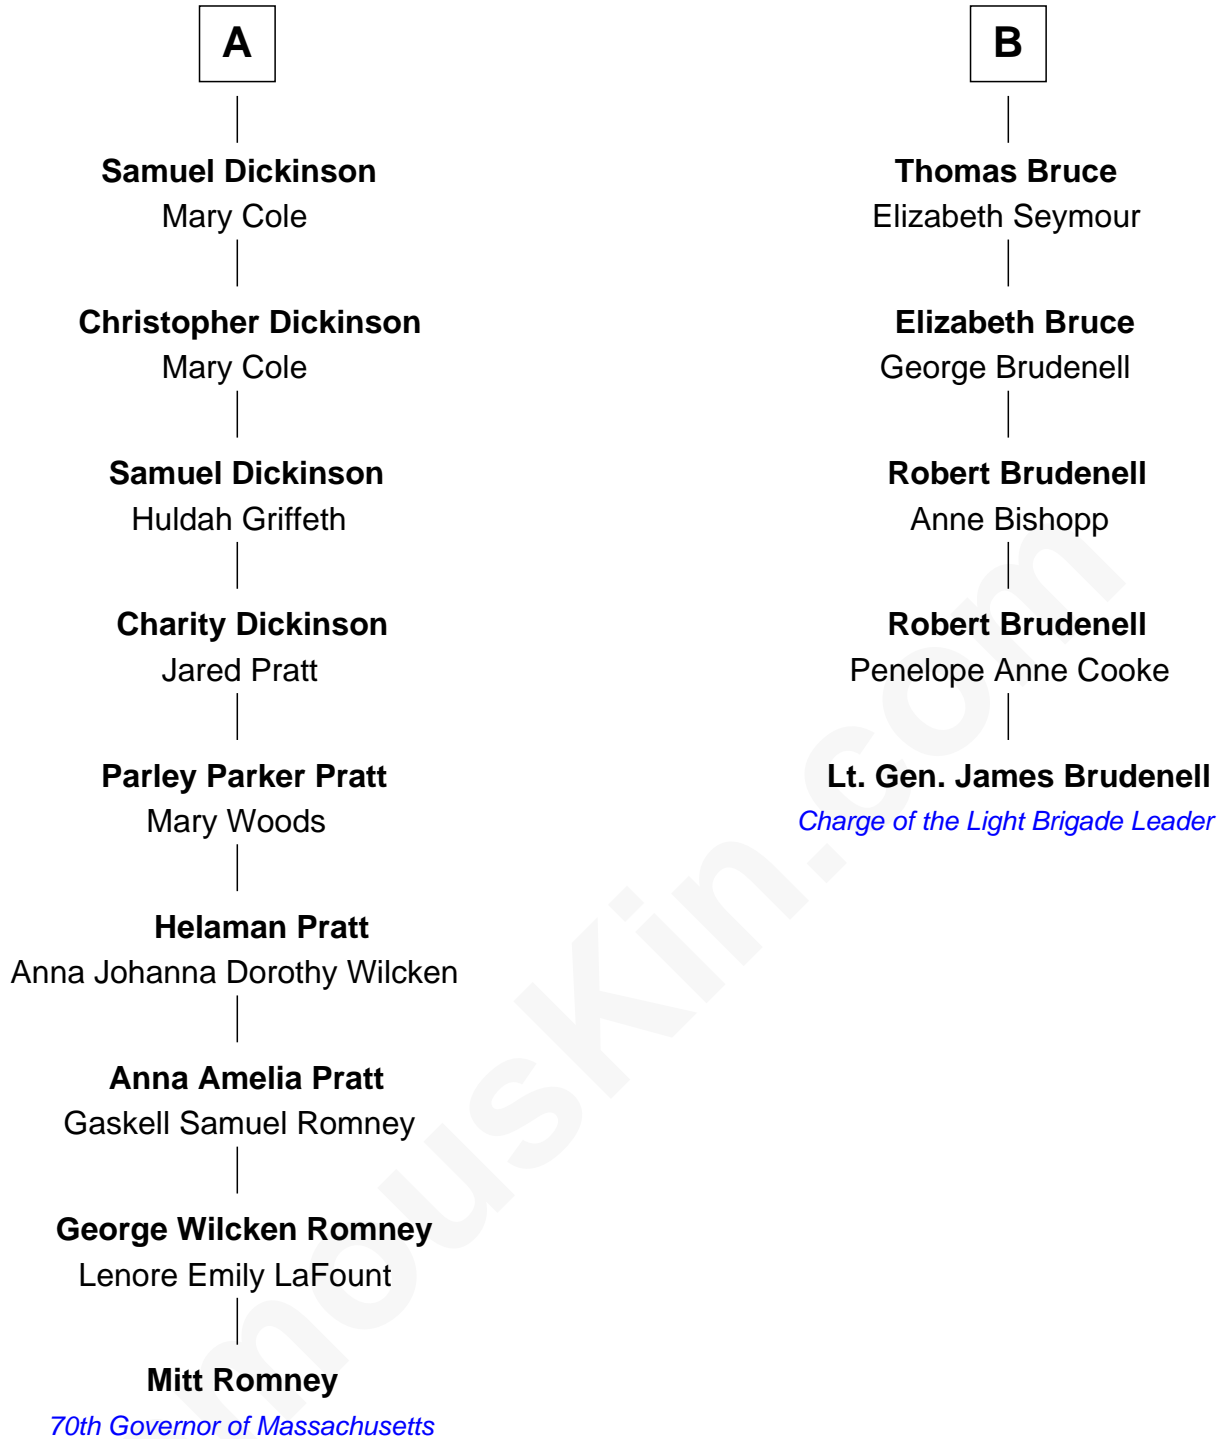 A
Samuel Dickinson
Mary Cole
Christopher Dickinson
Mary Cole
Samuel Dickinson
Huldah Griffeth
Charity Dickinson
Jared Pratt
Parley Parker Pratt
Mary Woods
Helaman Pratt
Anna Johanna Dorothy Wilcken
Anna Amelia Pratt
Gaskell Samuel Romney
George Wilcken Romney
Lenore Emily LaFount
Mitt Romney
70th Governor of Massachusetts
B
Thomas Bruce
Elizabeth Seymour
Elizabeth Bruce
George Brudenell
Robert Brudenell
Anne Bishopp
Robert Brudenell
Penelope Anne Cooke
Lt. Gen. James Brudenell
Charge of the Light Brigade Leader
mouskin.com